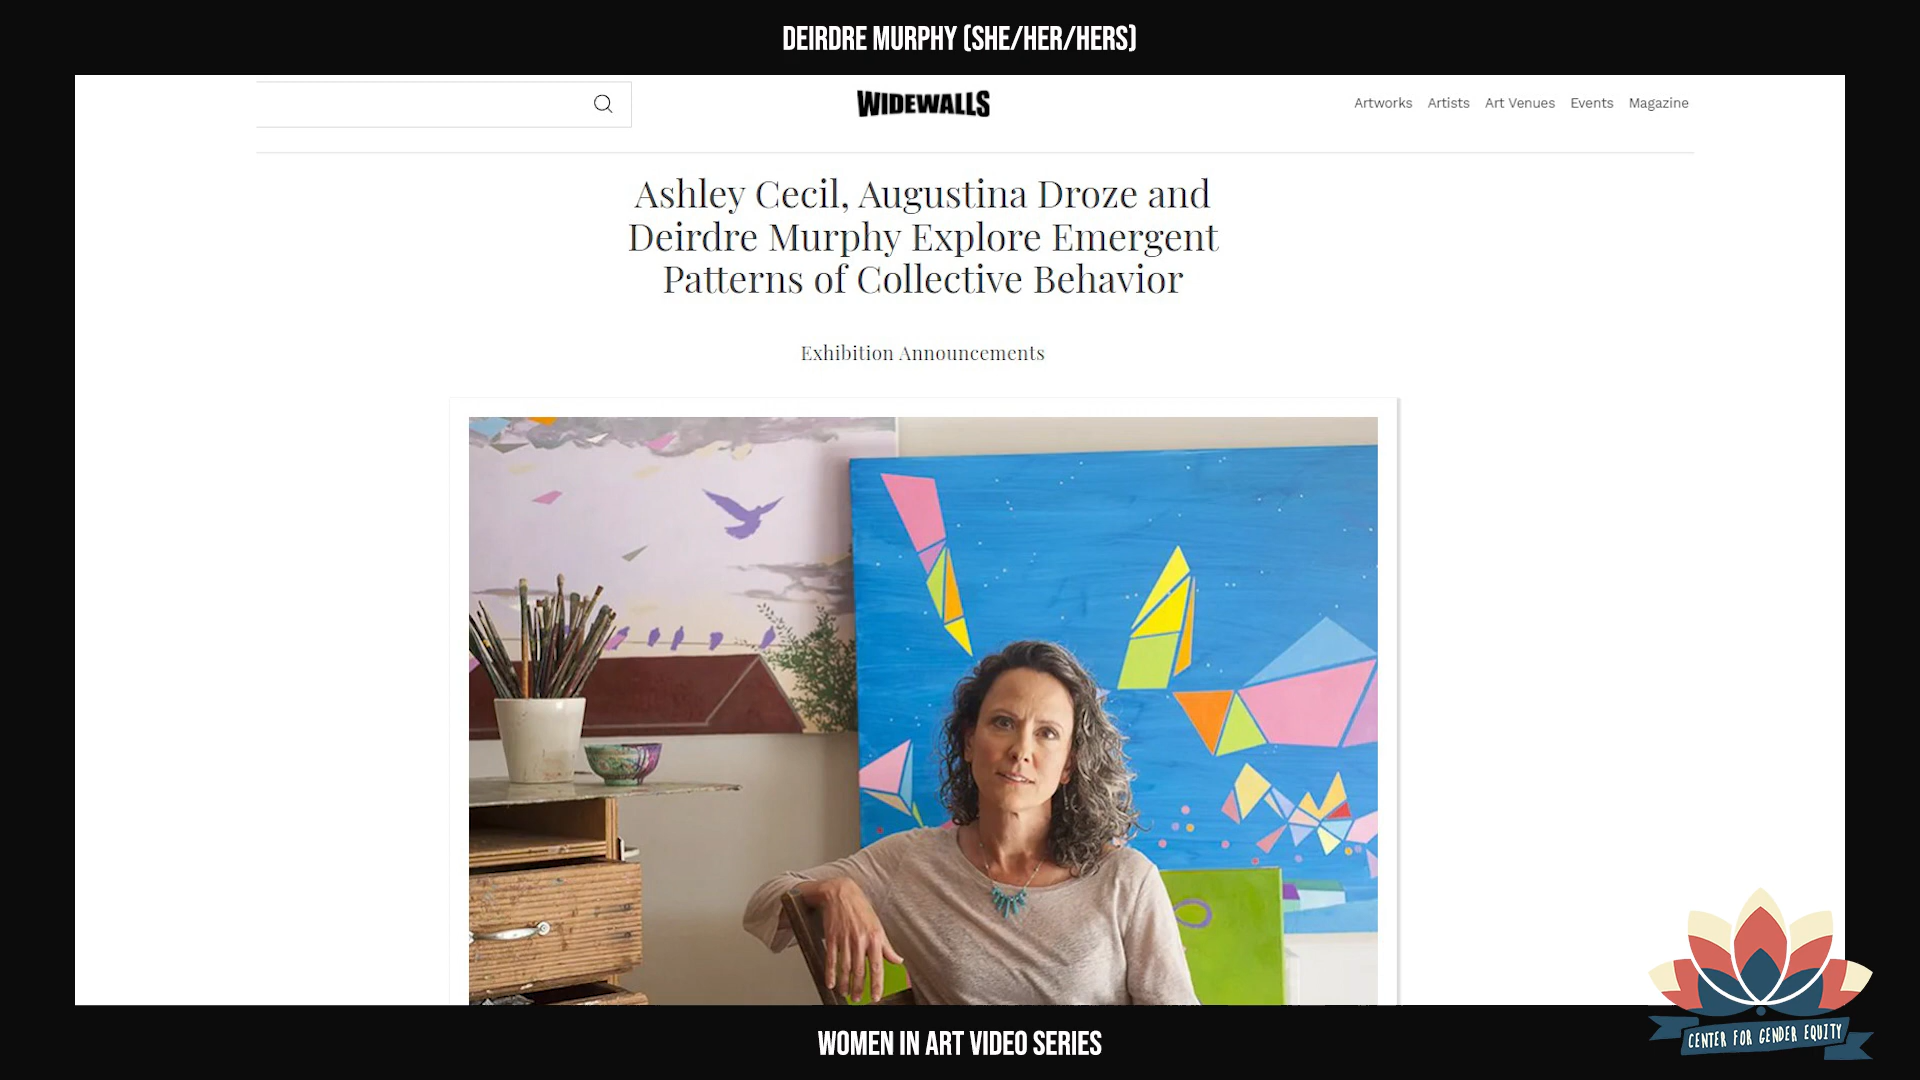 DEIRDRE MURPHY (SHE/HER/HERS)
WIDEWALLS
Artworks Artists Art Venues Events Magazine
Ashley Cecil, Augustina Droze and
Deirdre Murphy Explore Emergent
Patterns of Collective Behavior
Exhibition Announcements
CENTER FOR GENDER EQUITY
WOMEN IN ART VIDEO SERIES